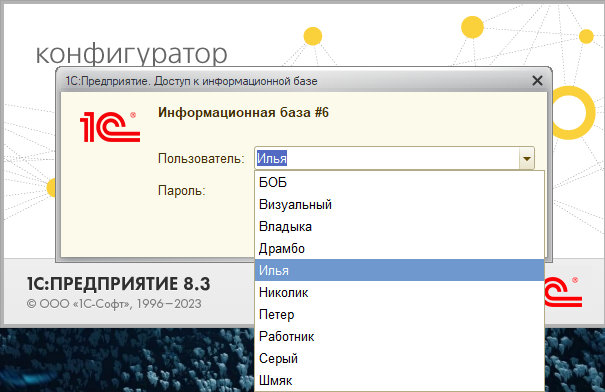 конфигуратор
1С:Предприятие. Доступ к информационной базе
1С®
Информационная база #6
Пользователь: Илья
Пароль:
БОБ
Визуальный
Владыка
Драмбо
Илья
Николик
Петер
Работник
Серый
Шмяк
1С:ПРЕДПРИЯТИЕ 8.3
© ООО «1С-Софт», 1996–2023